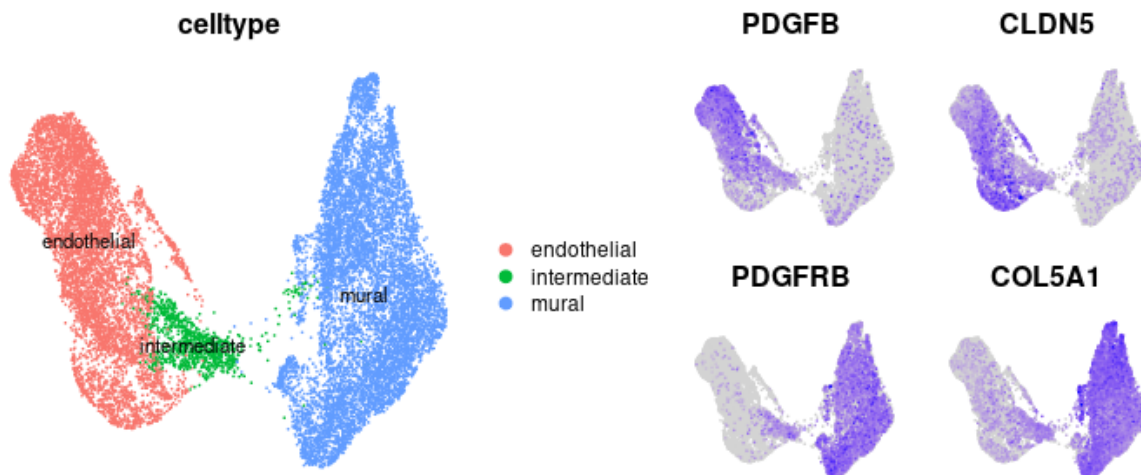 celltype
endothelial
intermediate
mural
endothelial
intermediate
mural
PDGFB
CLDN5
PDGFRB
COL5A1